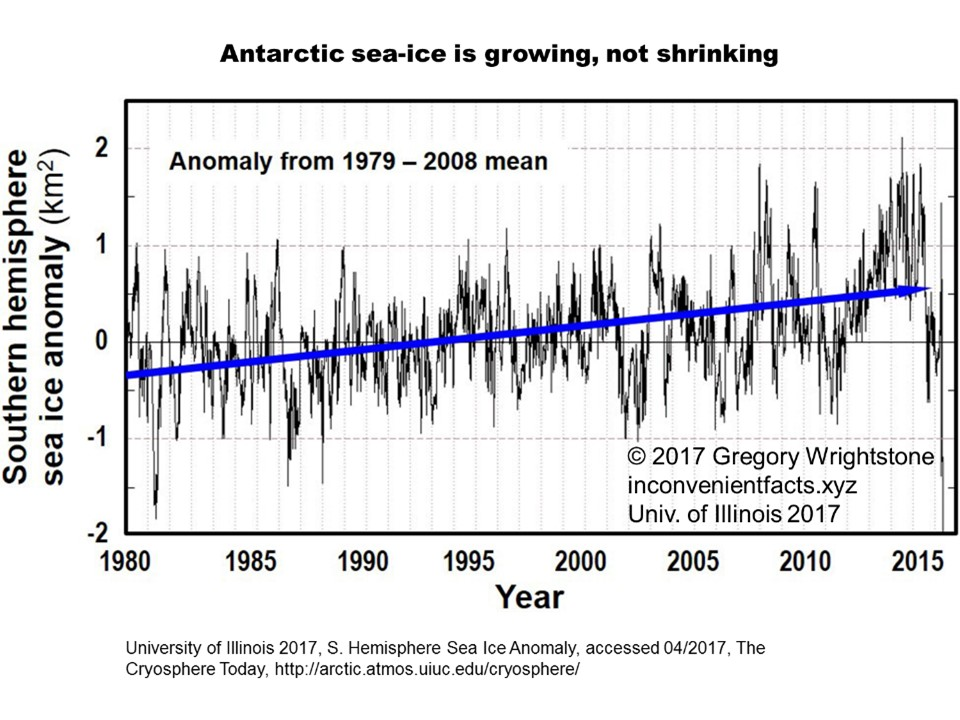 Antarctic sea-ice is growing, not shrinking
Southern hemisphere
sea ice anomaly (km2)
2
1
0
-1
-2
Anomaly from 1979 – 2008 mean
© 2017 Gregory Wrightstone
inconvenientfacts.xyz
Univ. of Illinois 2017
1980 1985 1990 1995 2000 2005 2010 2015
Year
University of Illinois 2017, S. Hemisphere Sea Ice Anomaly, accessed 04/2017, The
Cryosphere Today, http://arctic.atmos.uiuc.edu/cryosphere/